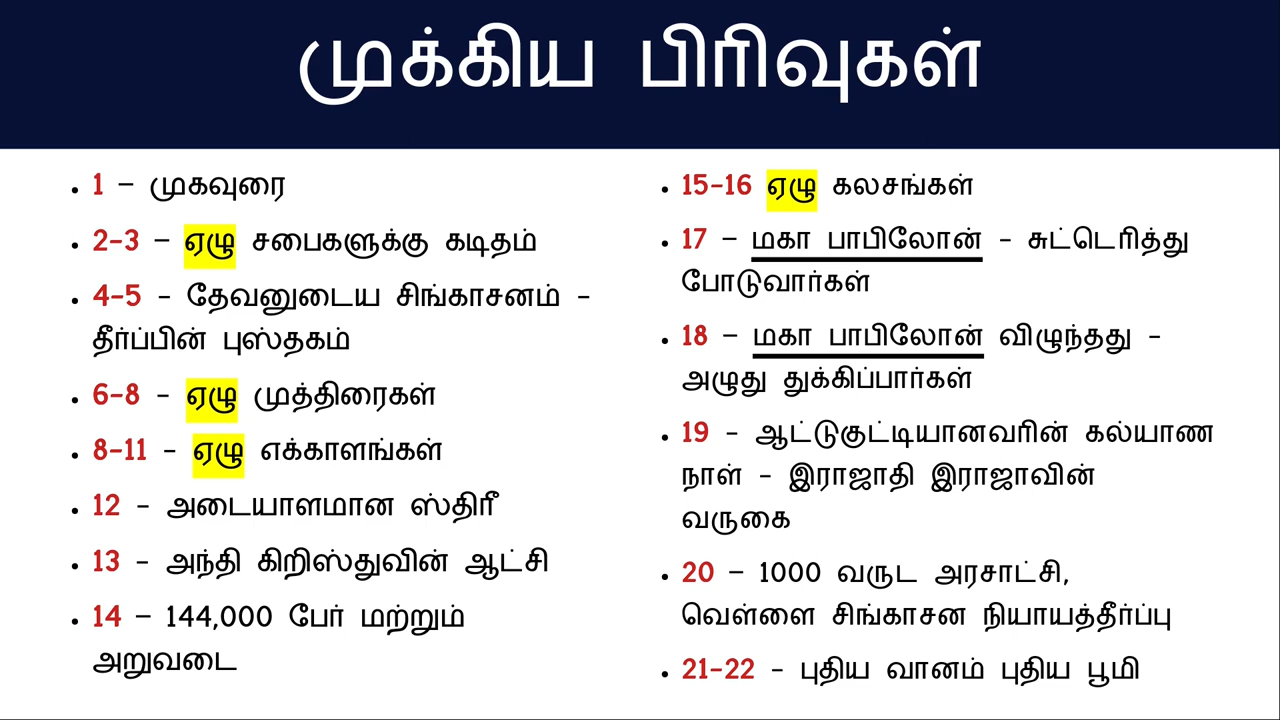 முக்கிய பிரிவுகள்
• 1 – முகவுரை
• 2-3 – ஏழு சபைகளுக்கு கடிதம்
• 4-5 - தேவனுடைய சிங்காசனம் -
தீர்ப்பின் புஸ்தகம்
• 6-8 - ஏழு முத்திரைகள்
• 8-11 - ஏழு எக்காளங்கள்
• 12 - அடையாளமான ஸ்திரீ
• 13 - அந்தி கிறிஸ்துவின் ஆட்சி
• 14 – 144,000 பேர் மற்றும்
அறுவடை
• 15-16 ஏழு கலசங்கள்
• 17 – மகா பாபிலோன் - சுட்டெரித்து
போடுவார்கள்
• 18 – மகா பாபிலோன் விழுந்தது -
அழுது துக்கிப்பார்கள்
• 19 - ஆட்டுகுட்டியானவரின் கல்யாண
நாள் - இராஜாதி இராஜாவின்
வருகை
• 20 – 1000 வருட அரசாட்சி,
வெள்ளை சிங்காசன நியாயத்தீர்ப்பு
• 21-22 - புதிய வானம் புதிய பூமி